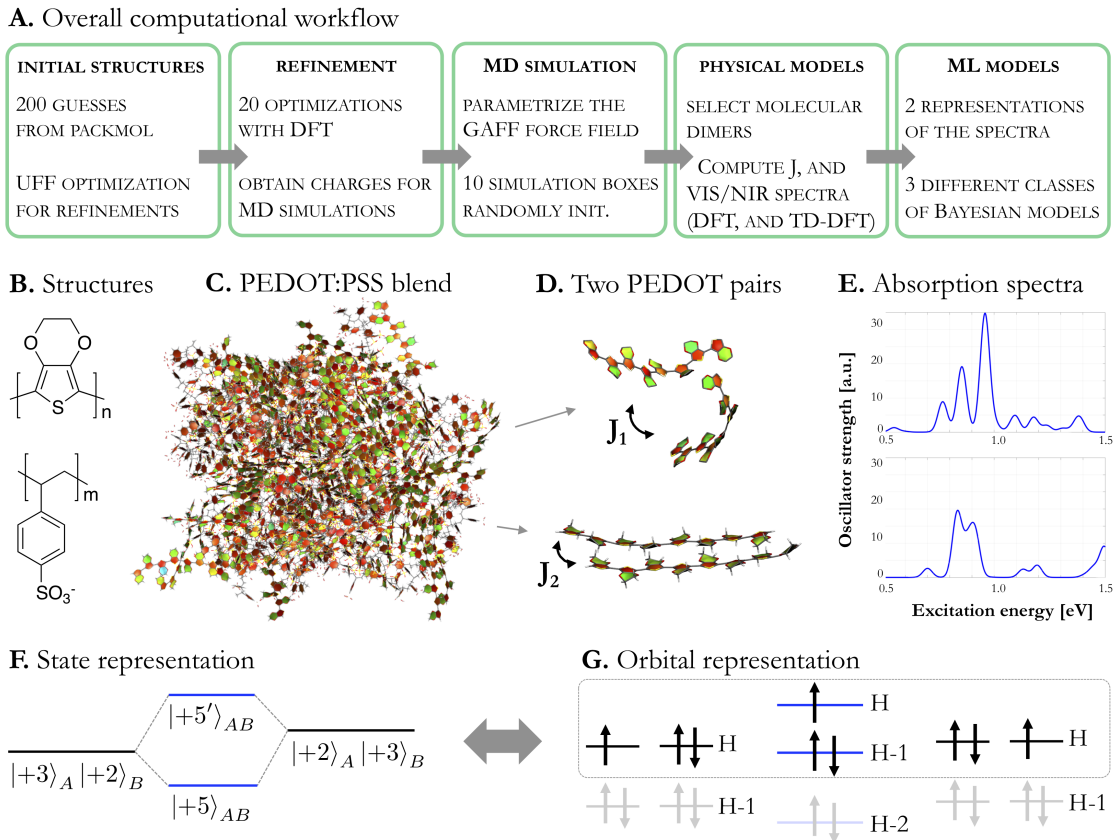 A. Overall computational workflow
INITIAL STRUCTURES
200 GUESSES
FROM PACKMOL
UFF OPTIMIZATION
FOR REFINEMENTS
REFINEMENT
20 OPTIMIZATIONS
WITH DFT
OBTAIN CHARGES FOR
MD SIMULATIONS
MD SIMULATION
PARAMETRIZE THE
GAFF FORCE FIELD
10 SIMULATION BOXES
RANDOMLY INIT.
PHYSICAL MODELS
SELECT MOLECULAR
DIMERS
COMPUTE J, AND
VIS/NIR SPECTRA
(DFT, AND TD-DFT)
ML MODELS
2 REPRESENTATIONS
OF THE SPECTRA
3 DIFFERENT CLASSES
OF BAYESIAN MODELS
B. Structures
O O
S
n
m
SO₃⁻
C. PEDOT:PSS blend
D. Two PEDOT pairs
J₁
J₂
E. Absorption spectra
Oscillator strength [a.u.]
30
20
10
0
0.5 1.0 1.5
30
20
10
0
0.5 1.0 1.5
Excitation energy [eV]
F. State representation
|+3⟩A |+2⟩B
|+5′⟩AB
|+5⟩AB
|+2⟩A |+3⟩B
G. Orbital representation
H
H-1
H
H-1
H-2
H
H-1